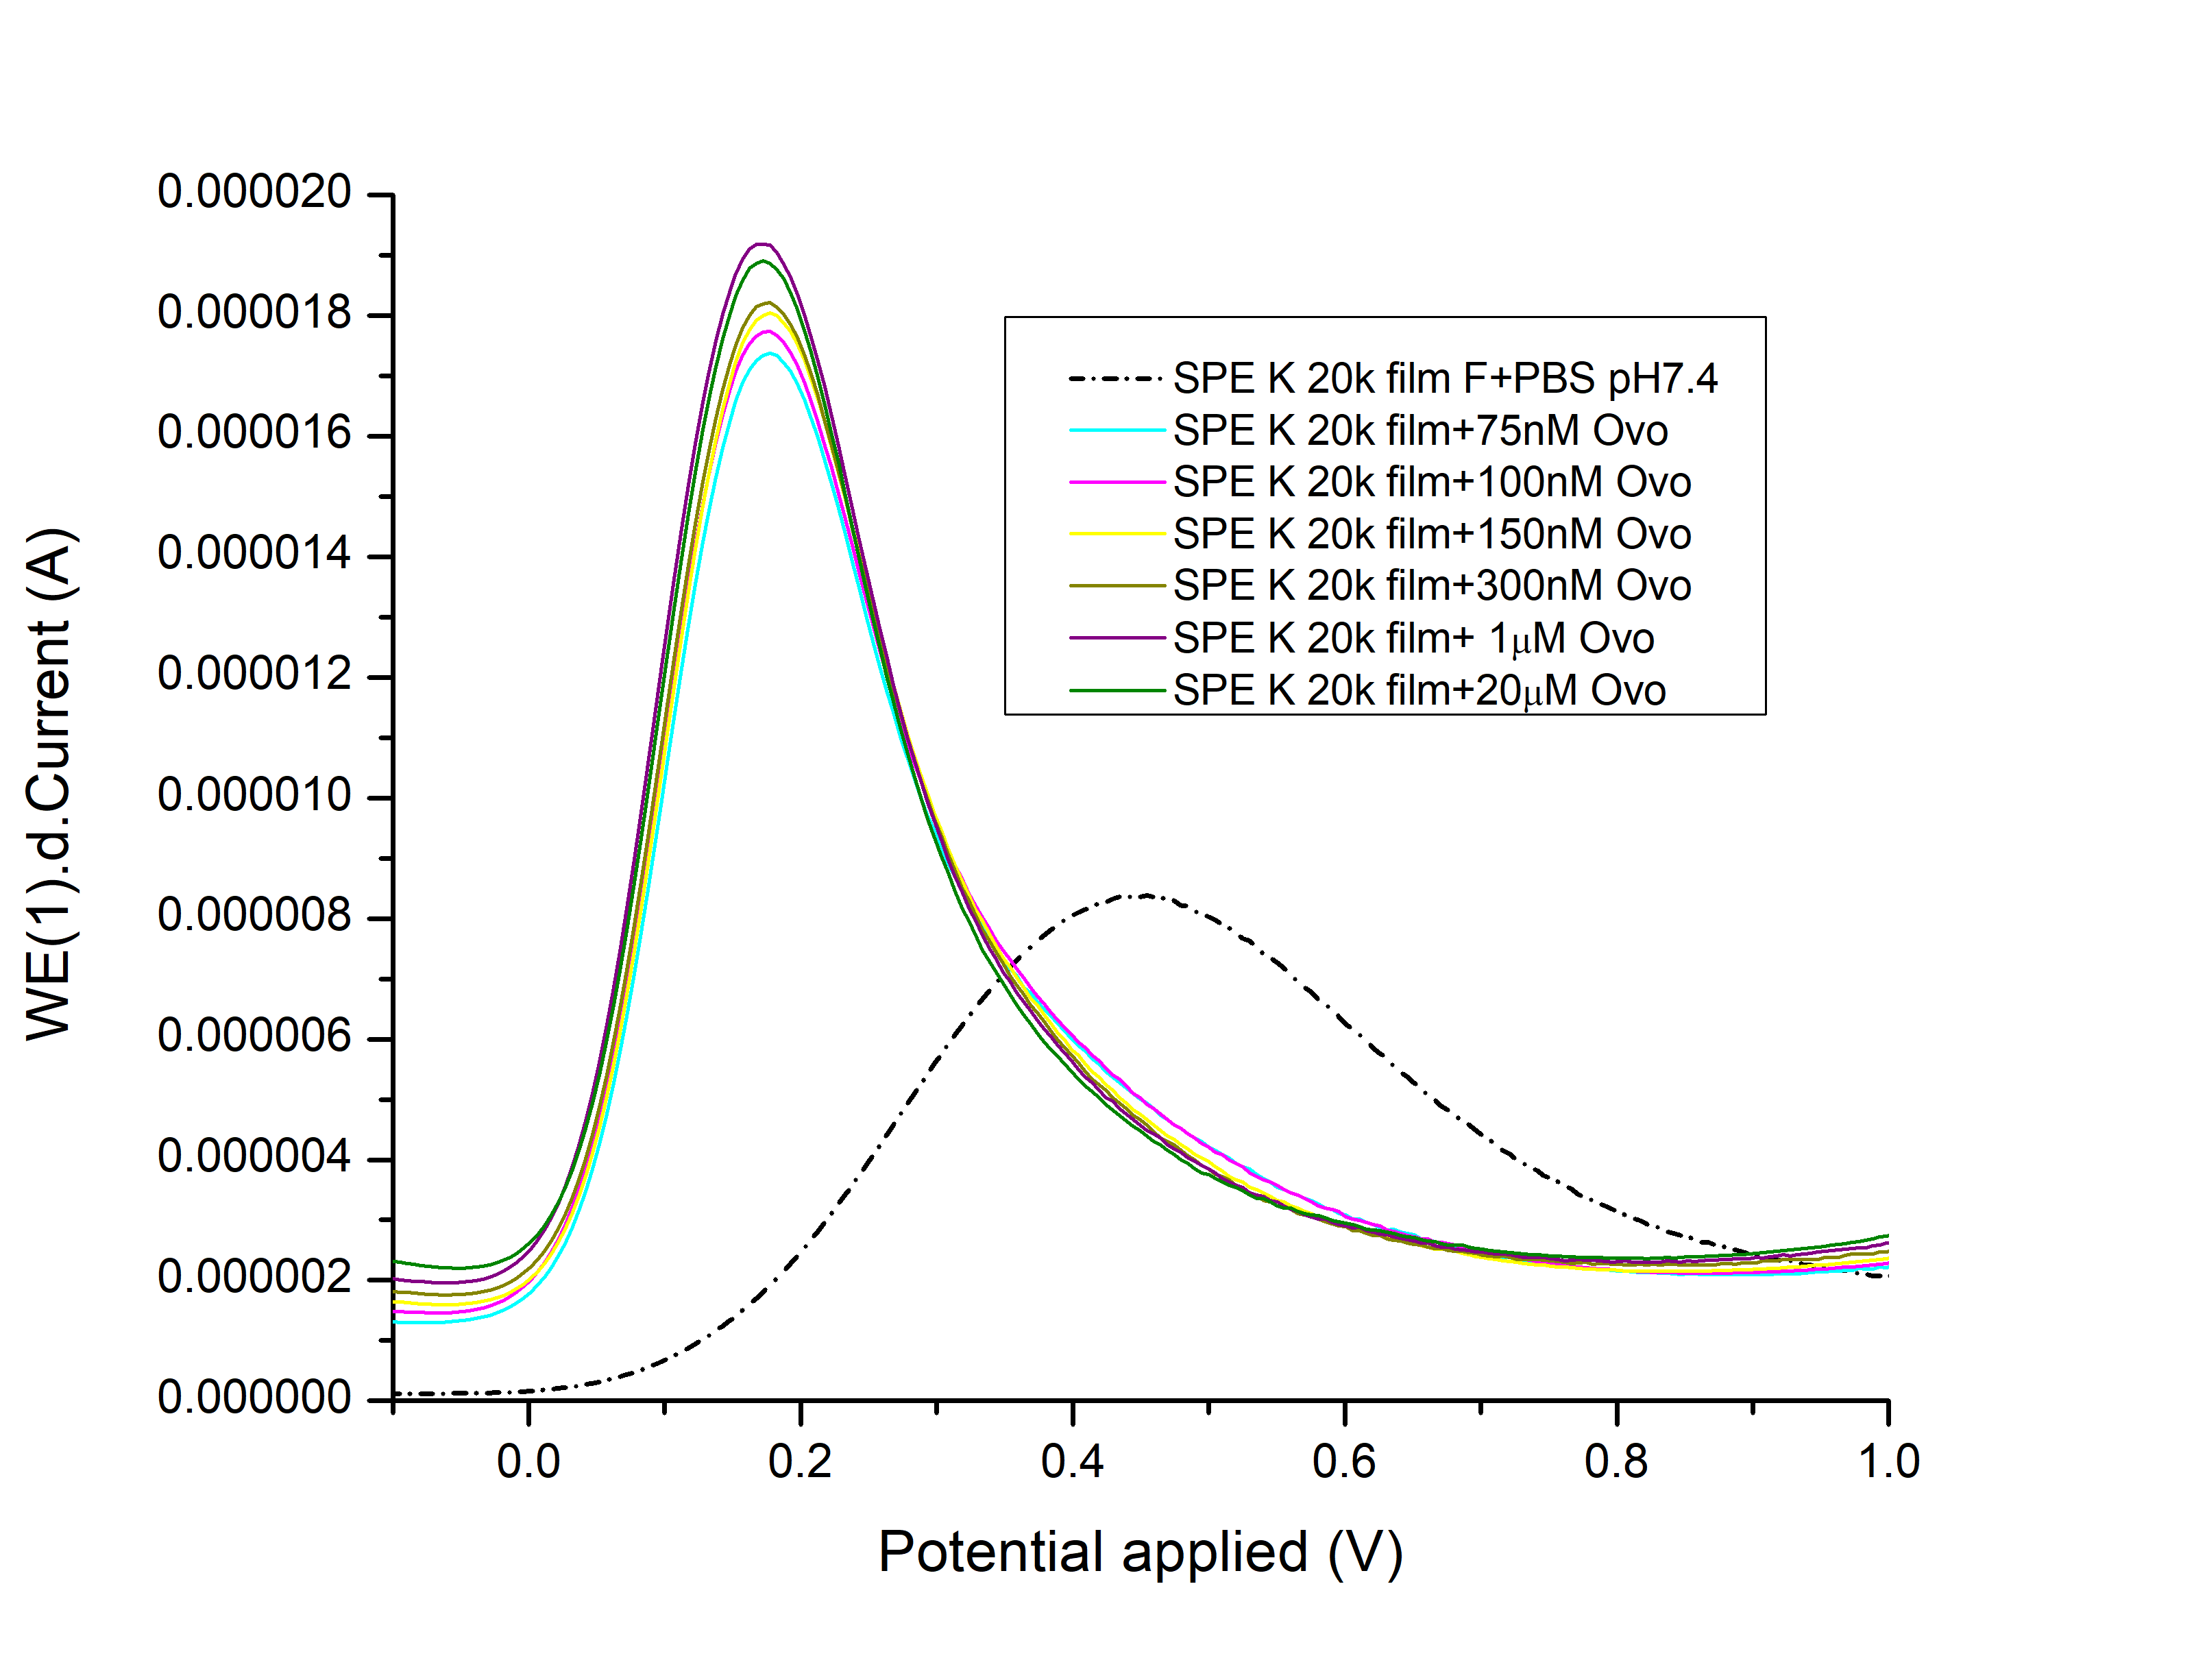 0.000020
0.000018
0.000016
0.000014
0.000012
0.000010
0.000008
0.000006
0.000004
0.000002
0.000000
WE(1).d.Current (A)
SPE K 20k film F+PBS pH7.4
SPE K 20k film+75nM Ovo
SPE K 20k film+100nM Ovo
SPE K 20k film+150nM Ovo
SPE K 20k film+300nM Ovo
SPE K 20k film+ 1μM Ovo
SPE K 20k film+20μM Ovo
0.0 0.2 0.4 0.6 0.8 1.0
Potential applied (V)